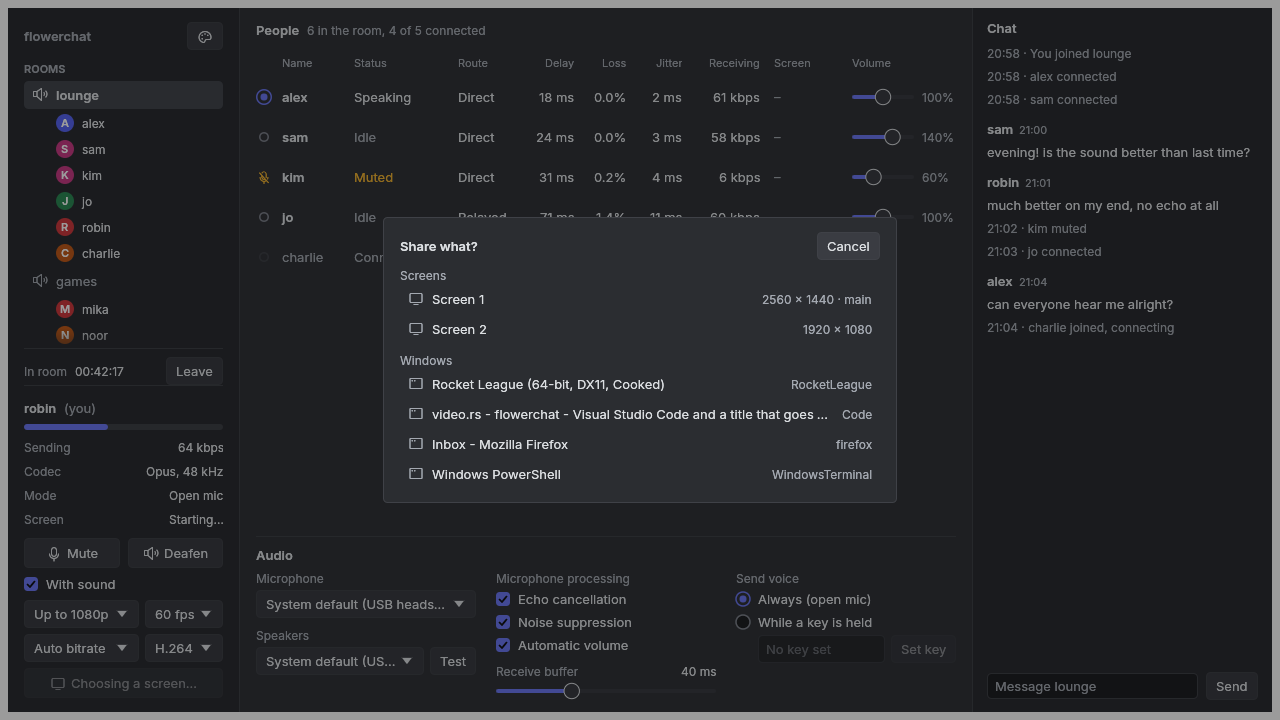 flowerchat
ROOMS
lounge
A alex
S sam
K kim
J jo
R robin
C charlie
games
M mika
N noor
In room 00:42:17 Leave
robin (you)
Sending 64 kbps
Codec Opus, 48 kHz
Mode Open mic
Screen Starting...
Mute Deafen
With sound
Up to 1080p 60 fps
Auto bitrate H.264
Choosing a screen...
People 6 in the room, 4 of 5 connected
Name Status Route Delay Loss Jitter Receiving Screen Volume
alex Speaking Direct 18 ms 0.0% 2 ms 61 kbps – 100%
sam Idle Direct 24 ms 0.0% 3 ms 58 kbps – 140%
kim Muted Direct 31 ms 0.2% 4 ms 6 kbps – 60%
jo Idle Relayed 71 ms 1.4% 11 ms 60 kbps 100%
charlie
Share what? Cancel
Screens
Screen 1 2560 × 1440 · main
Screen 2 1920 × 1080
Windows
Rocket League (64-bit, DX11, Cooked) RocketLeague
video.rs - flowerchat - Visual Studio Code and a title that goes ... Code
Inbox - Mozilla Firefox firefox
Windows PowerShell WindowsTerminal
Audio
Microphone
System default (USB heads...
Speakers
System default (US... Test
Microphone processing
Echo cancellation
Noise suppression
Automatic volume
Receive buffer 40 ms
Send voice
Always (open mic)
While a key is held
No key set Set key
Chat
20:58 · You joined lounge
20:58 · alex connected
20:58 · sam connected
sam 21:00
evening! is the sound better than last time?
robin 21:01
much better on my end, no echo at all
21:02 · kim muted
21:03 · jo connected
alex 21:04
can everyone hear me alright?
21:04 · charlie joined, connecting
Message lounge Send